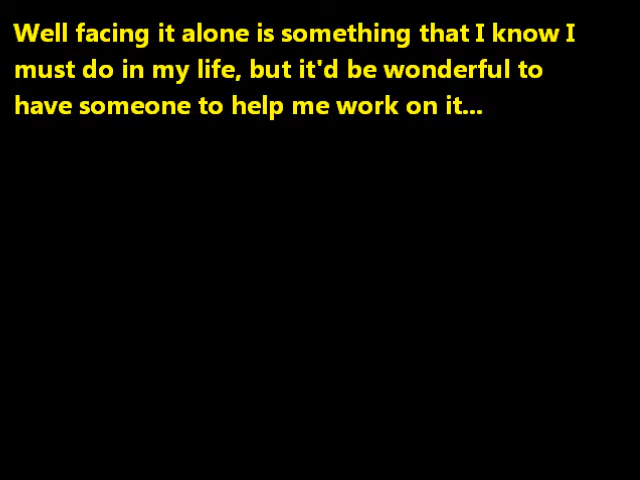 Well facing it alone is something that I know I
must do in my life, but it'd be wonderful to
have someone to help me work on it...